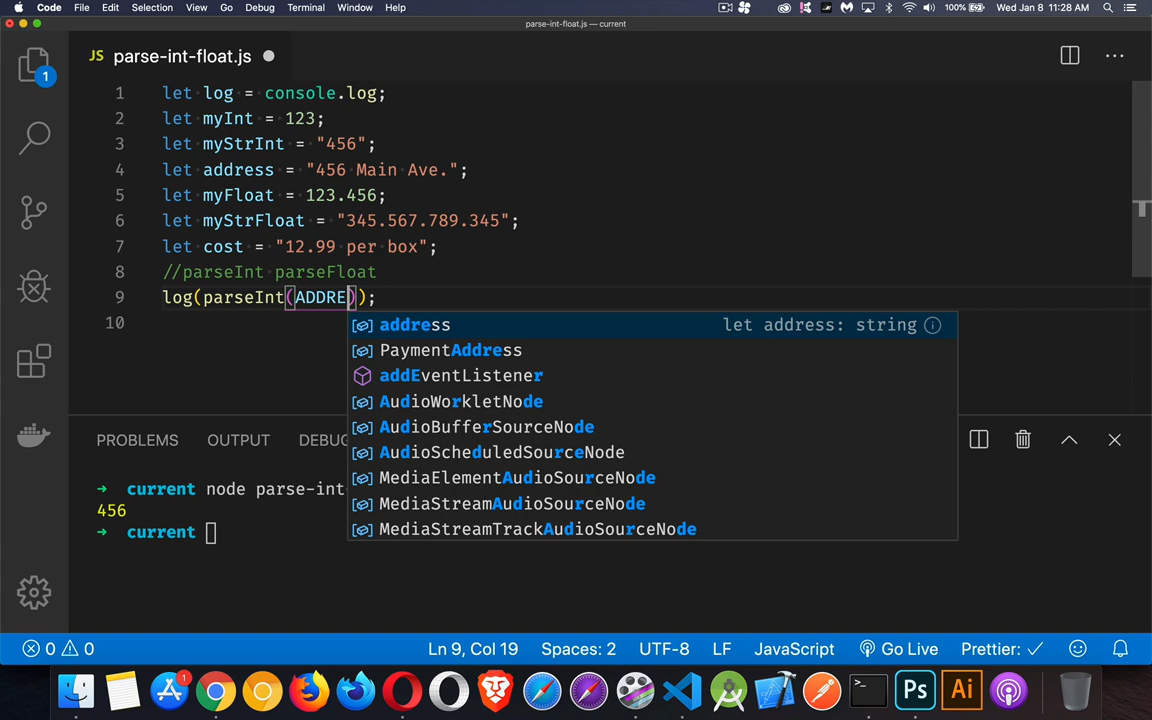 Code File Edit Selection View Go Debug Terminal Window Help 100% Wed Jan 8 11:28 AM
parse-int-float.js — current
JS parse-int-float.js
1
1 let log = console.log;
2 let myInt = 123;
3 let myStrInt = "456";
4 let address = "456 Main Ave.";
5 let myFloat = 123.456;
6 let myStrFloat = "345.567.789.345";
7 let cost = "12.99 per box";
8 //parseInt parseFloat
9 log(parseInt(ADDRE));
10
address let address: string
PaymentAddress
addEventListener
AudioWorkletNode
AudioBufferSourceNode
AudioScheduledSourceNode
MediaElementAudioSourceNode
MediaStreamAudioSourceNode
MediaStreamTrackAudioSourceNode
PROBLEMS OUTPUT DEBUG
➜ current node parse-int-
456
➜ current
0 0 Ln 9, Col 19 Spaces: 2 UTF-8 LF JavaScript Go Live Prettier: ✓
1 >_ Ps Ai